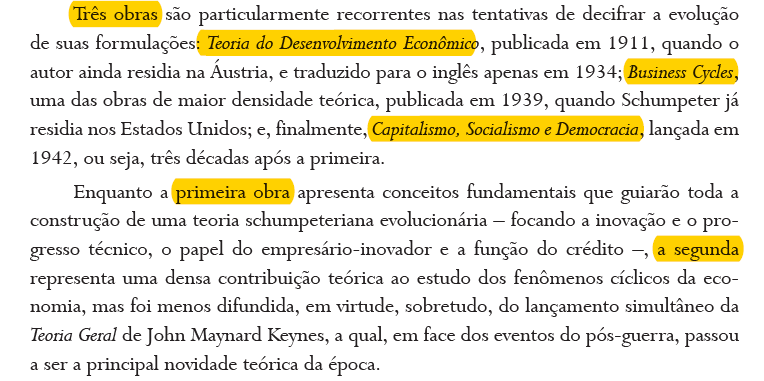 Três obras são particularmente recorrentes nas tentativas de decifrar a evolução
de suas formulações: Teoria do Desenvolvimento Econômico, publicada em 1911, quando o
autor ainda residia na Áustria, e traduzido para o inglês apenas em 1934; Business Cycles,
uma das obras de maior densidade teórica, publicada em 1939, quando Schumpeter já
residia nos Estados Unidos; e, finalmente, Capitalismo, Socialismo e Democracia, lançada em
1942, ou seja, três décadas após a primeira.
Enquanto a primeira obra apresenta conceitos fundamentais que guiarão toda a
construção de uma teoria schumpeteriana evolucionária – focando a inovação e o pro-
gresso técnico, o papel do empresário-inovador e a função do crédito –, a segunda
representa uma densa contribuição teórica ao estudo dos fenômenos cíclicos da eco-
nomia, mas foi menos difundida, em virtude, sobretudo, do lançamento simultâneo da
Teoria Geral de John Maynard Keynes, a qual, em face dos eventos do pós-guerra, passou
a ser a principal novidade teórica da época.